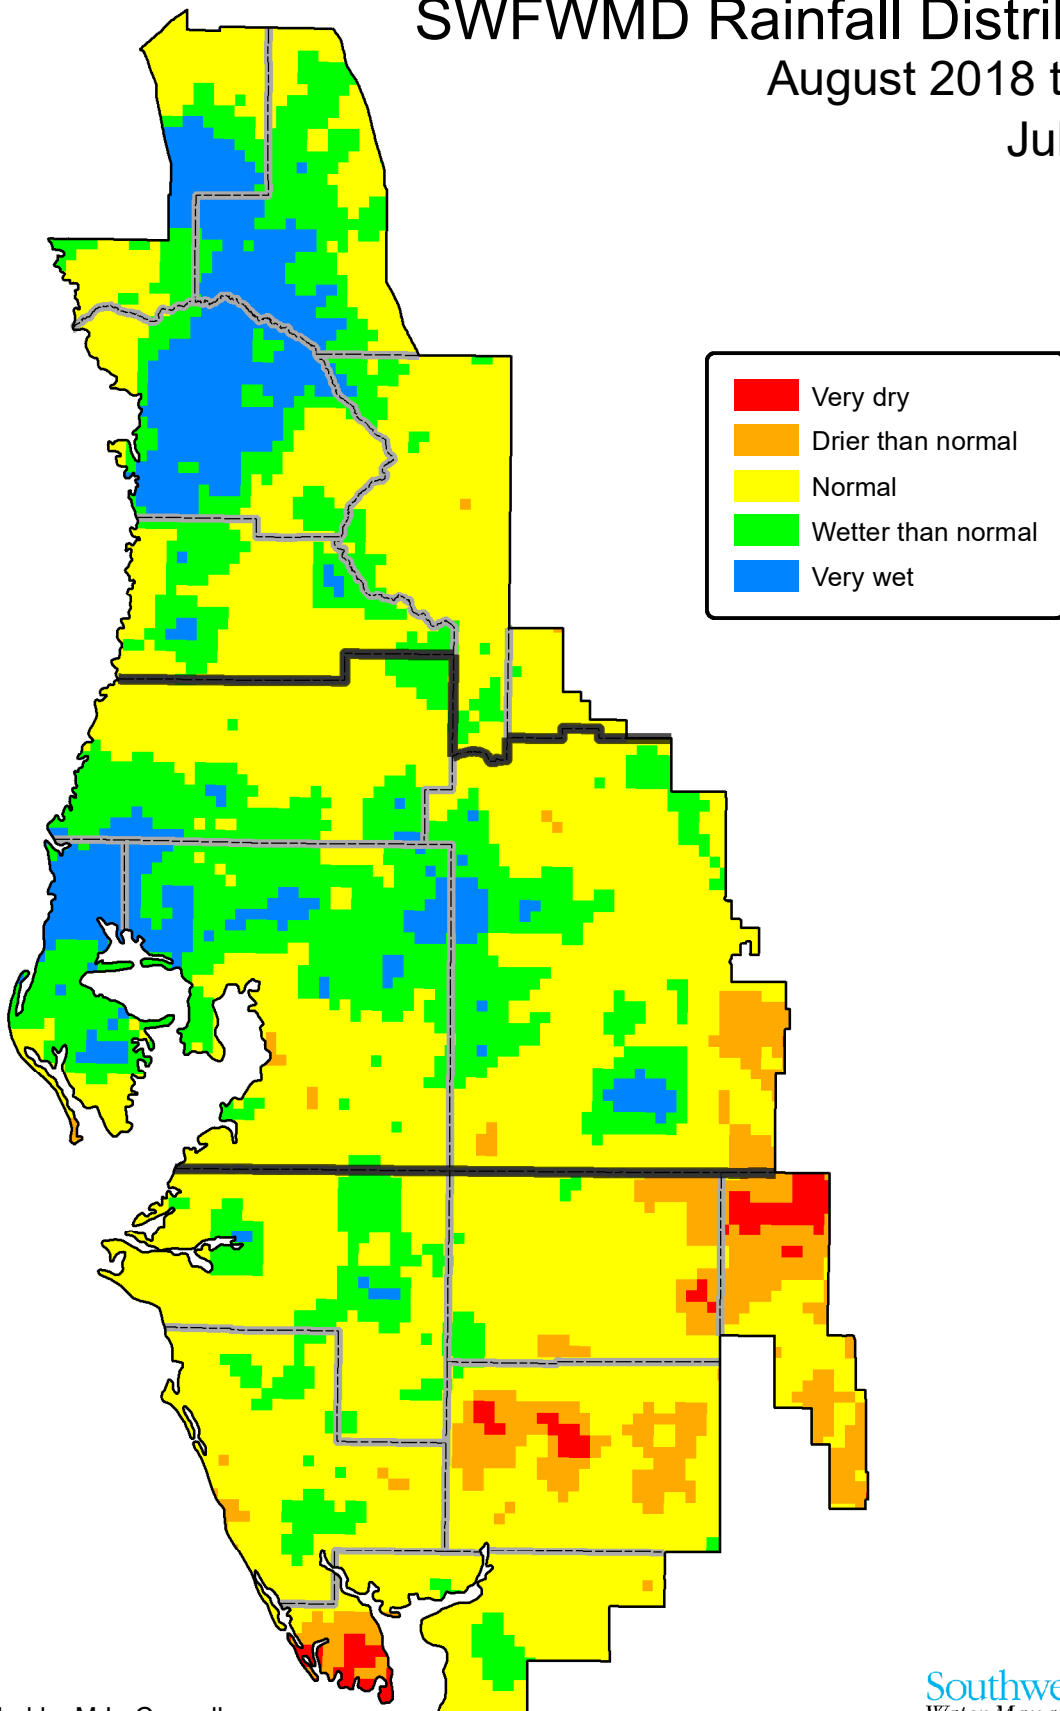 SWFWMD Rainfall Distri
August 2018 t
Jul
Very dry
Drier than normal
Normal
Wetter than normal
Very wet
Southwe